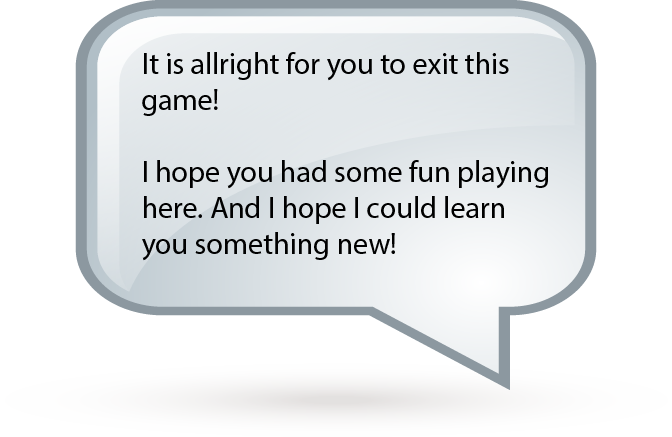 It is allright for you to exit this
game!
I hope you had some fun playing
here. And I hope I could learn
you something new!